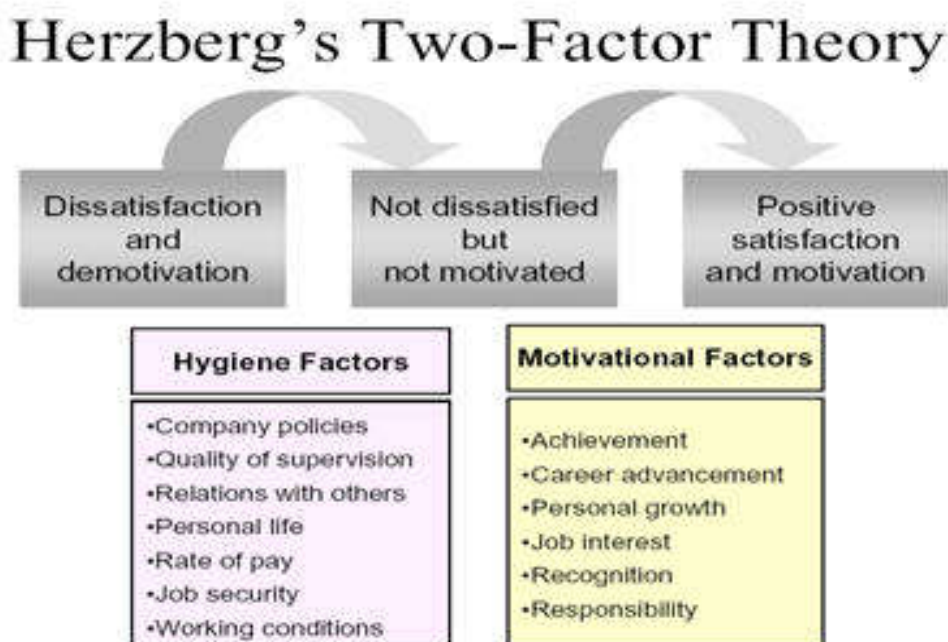 Herzberg's Two-Factor Theory
Dissatisfaction
and
demotivation
Not dissatisfied
but
not motivated
Positive
satisfaction
and motivation
Hygiene Factors
•Company policies
•Quality of supervision
•Relations with others
•Personal life
•Rate of pay
•Job security
•Working conditions
Motivational Factors
•Achievement
•Career advancement
•Personal growth
•Job interest
•Recognition
•Responsibility